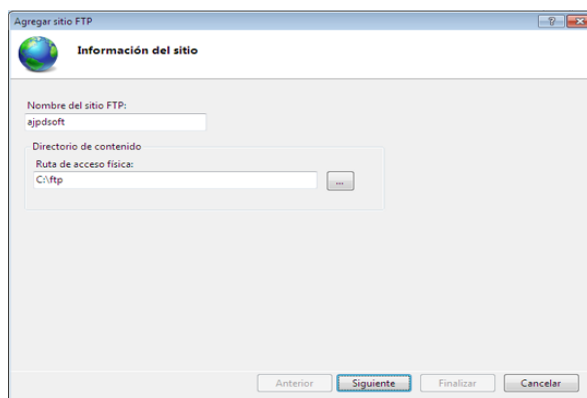 Agregar sitio FTP
Información del sitio
Nombre del sitio FTP:
ajpdsoft
Directorio de contenido
Ruta de acceso física:
C:\ftp
...
Anterior Siguiente Finalizar Cancelar